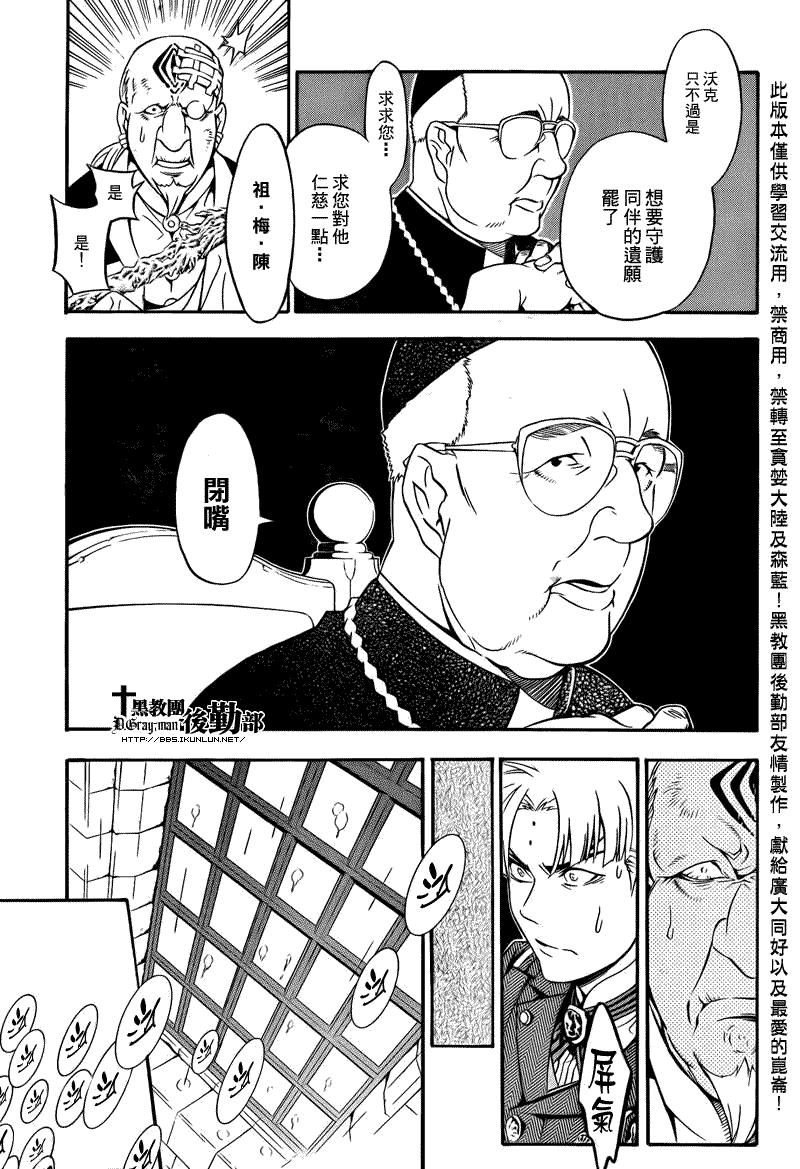 沃克
只不過是
想要守護
同伴的遺願
罷了
求求您…
求您對他
仁慈一點…
祖・梅・陳
是
是！
閉嘴
屏氣
黑教團
D.Gray-man
後勤部
HTTP://BBS.IKUNLUN.NET/
此版本僅供學習交流用，禁商用，禁轉至貪婪大陸及森藍！黑教團後勤部友情製作，獻給廣大同好以及最愛的崑崙！